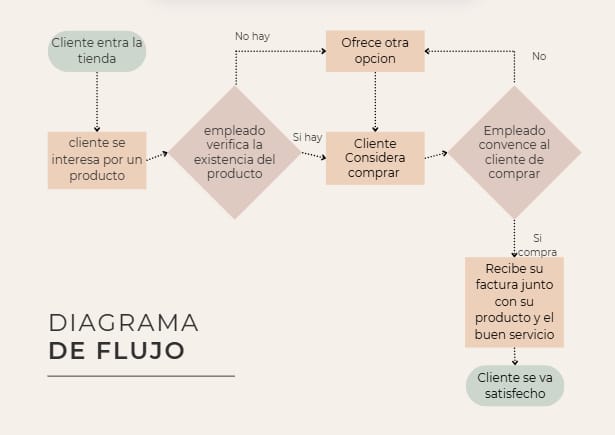 Cliente entra la
tienda
cliente se
interesa por un
producto
empleado
verifica la
existencia del
producto
No hay
Si hay
Ofrece otra
opcion
Cliente
Considera
comprar
Empleado
convence al
cliente de
comprar
No
Si
compra
Recibe su
factura junto
con su
producto y el
buen servicio
Cliente se va
satisfecho
DIAGRAMA
DE FLUJO